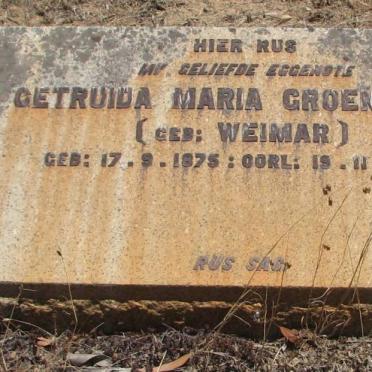 HIER RUS
MY GELIEFDE EGGENOTE
GETRUIDA MARIA GROEN
(GEB: WEIMAR)
GEB: 17.9.1875: OORL: 19.11
RUS SAG